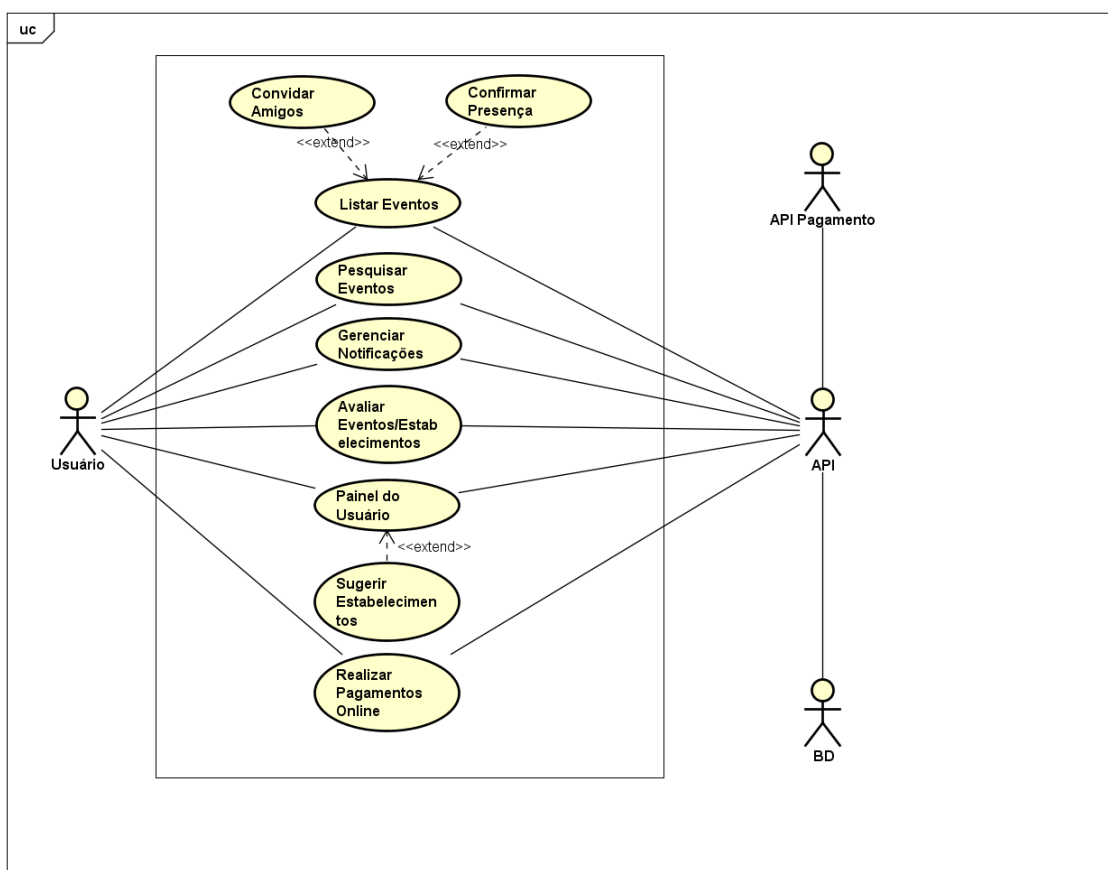 uc
Convidar
Amigos
Confirmar
Presença
<<extend>>
<<extend>>
Listar Eventos
API Pagamento
Pesquisar
Eventos
Gerenciar
Notificações
Avaliar
Eventos/Estab
elecimentos
Usuário
API
Painel do
Usuário
<<extend>>
Sugerir
Estabelecimen
tos
Realizar
Pagamentos
Online
BD